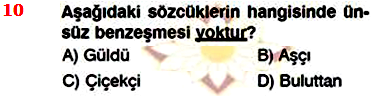 10 Aşağıdaki sözcüklerin hangisinde ün-
süz benzeşmesi yoktur?
A) Güldü B) Aşçı
C) Çiçekçi D) Buluttan